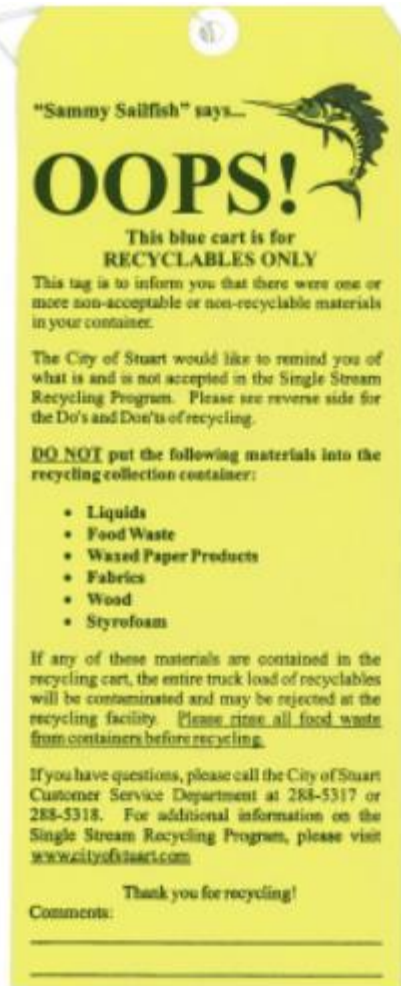 "Sammy Sailfish" says...
OOPS!
This blue cart is for
RECYCLABLES ONLY
This tag is to inform you that there were one or
more non-acceptable or non-recyclable materials
in your container.
The City of Stuart would like to remind you of
what is and is not accepted in the Single Stream
Recycling Program. Please see reverse side for
the Do's and Don'ts of recycling.
DO NOT put the following materials into the
recycling collection container:
• Liquids
• Food Waste
• Waxed Paper Products
• Fabrics
• Wood
• Styrofoam
If any of these materials are contained in the
recycling cart, the entire truck load of recyclables
will be contaminated and may be rejected at the
recycling facility. Please rinse all food waste
from containers before recycling.
If you have questions, please call the City of Stuart
Customer Service Department at 288-5317 or
288-5318. For additional information on the
Single Stream Recycling Program, please visit
www.cityofstuart.com
Thank you for recycling!
Comments: